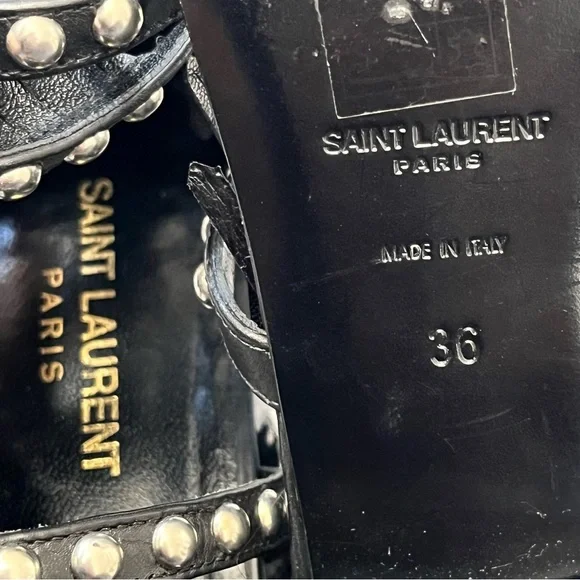 SAINT LAURENT
PARIS
SAINT LAURENT
PARIS
MADE IN ITALY
36